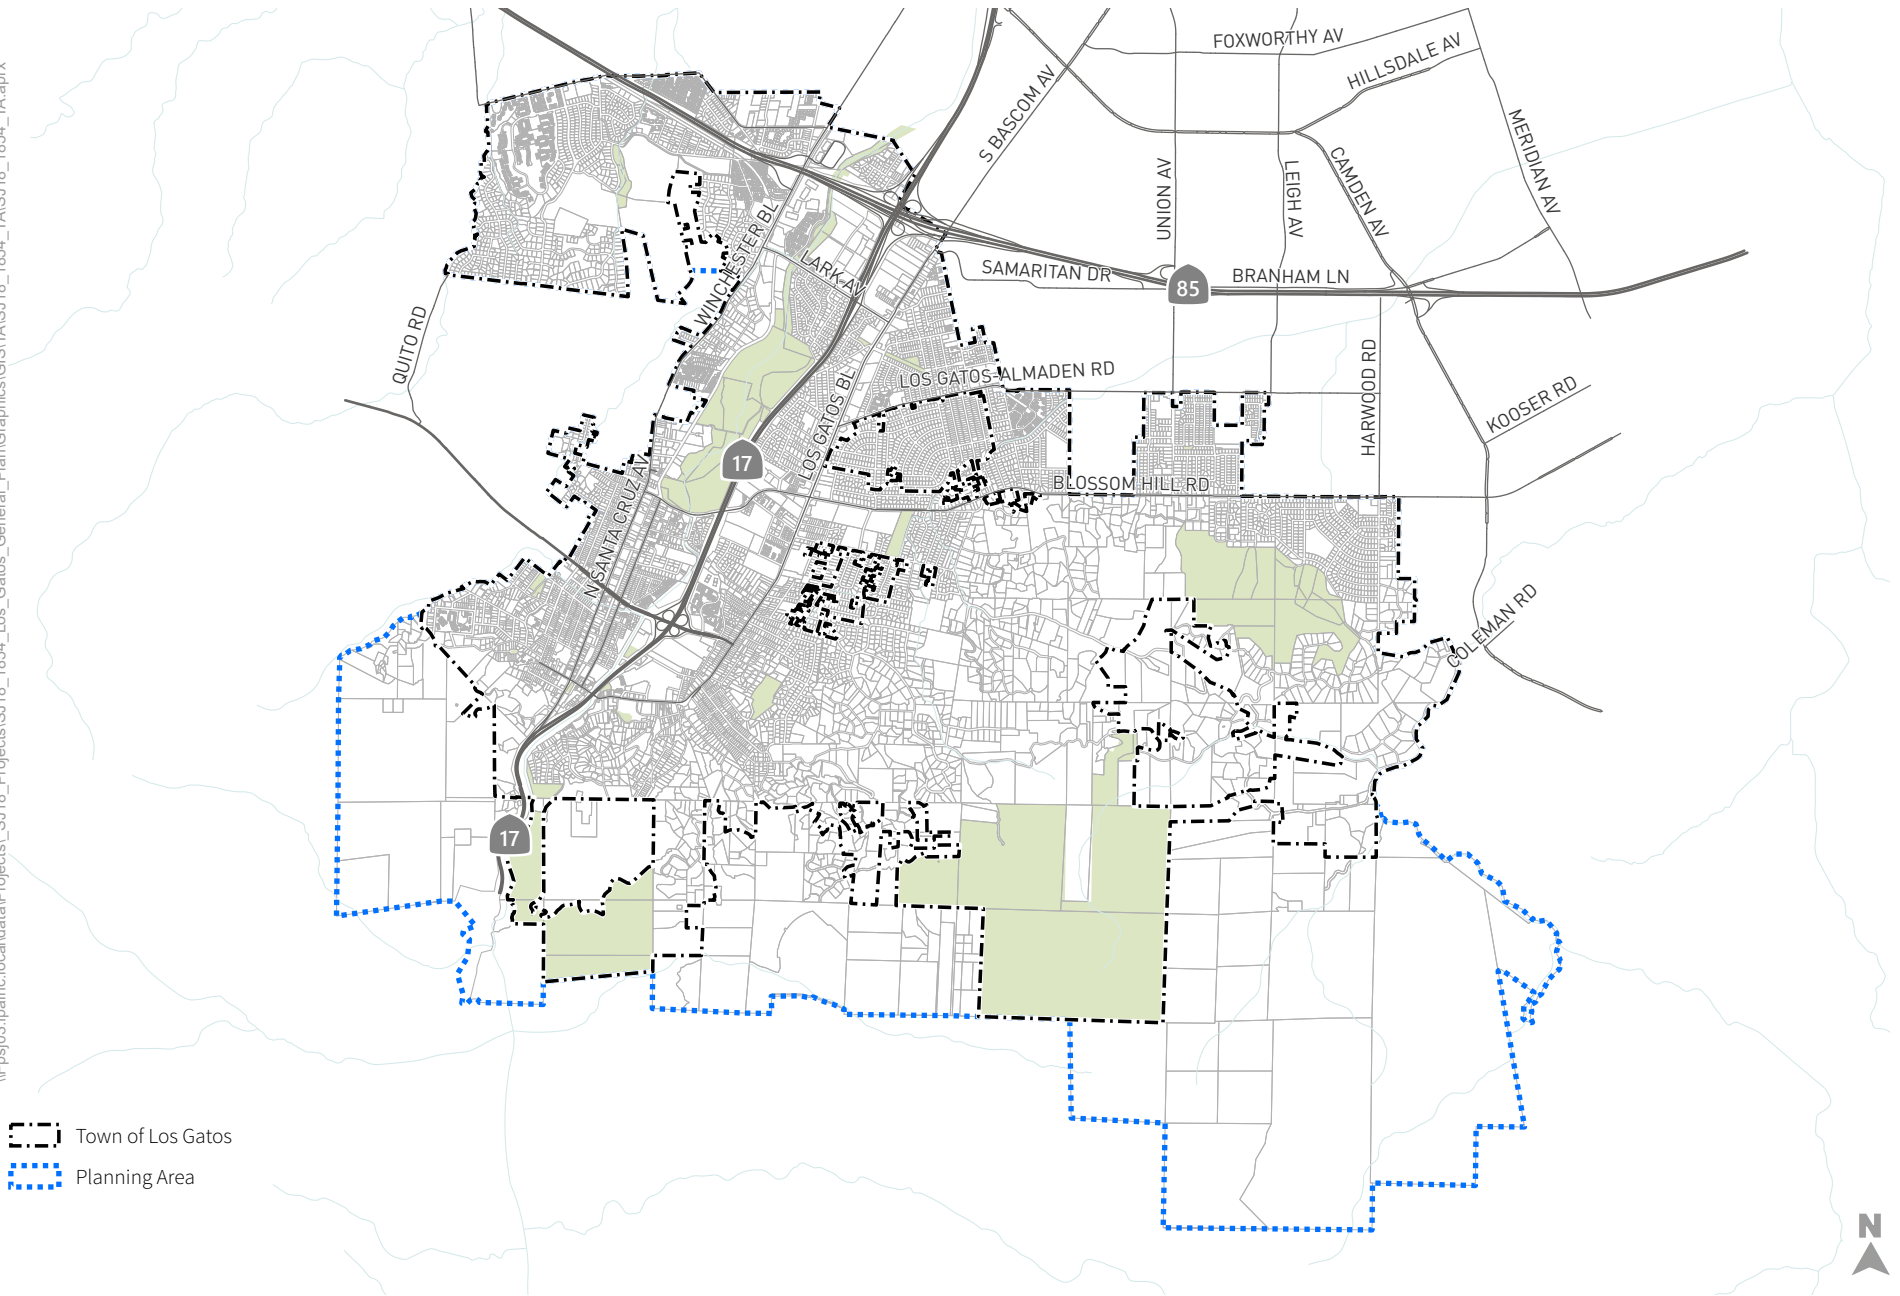 FOXWORTHY AV
HILLSDALE AV
S BASCOM AV
MERIDIAN AV
CAMDEN AV
UNION AV
LEIGH AV
WINCHESTER BL
LARK AV
SAMARITAN DR
85
BRANHAM LN
QUITO RD
LOS GATOS-ALMADEN RD
HARWOOD RD
KOOSER RD
LOS GATOS BL
17
N SANTA CRUZ AV
BLOSSOM HILL RD
COLEMAN RD
17
Town of Los Gatos
Planning Area
N